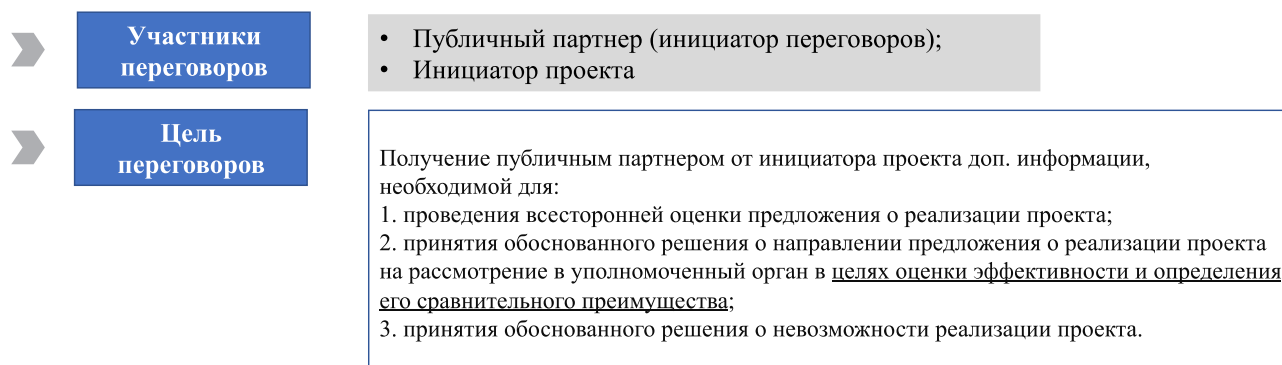 Участники
переговоров
• Публичный партнер (инициатор переговоров);
• Инициатор проекта
Цель
переговоров
Получение публичным партнером от инициатора проекта доп. информации,
необходимой для:
1. проведения всесторонней оценки предложения о реализации проекта;
2. принятия обоснованного решения о направлении предложения о реализации проекта
на рассмотрение в уполномоченный орган в целях оценки эффективности и определения
его сравнительного преимущества;
3. принятия обоснованного решения о невозможности реализации проекта.